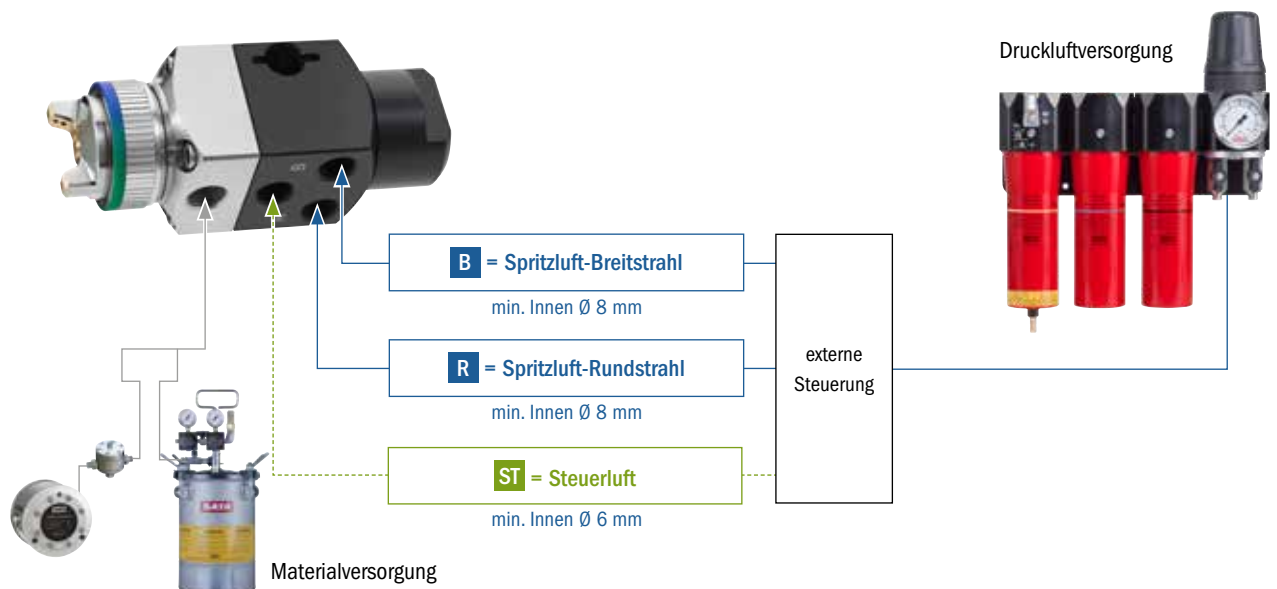 Druckluftversorgung
B = Spritzluft-Breitstrahl
min. Innen Ø 8 mm
R = Spritzluft-Rundstrahl
min. Innen Ø 8 mm
externe
Steuerung
ST = Steuerluft
min. Innen Ø 6 mm
SATA
Materialversorgung